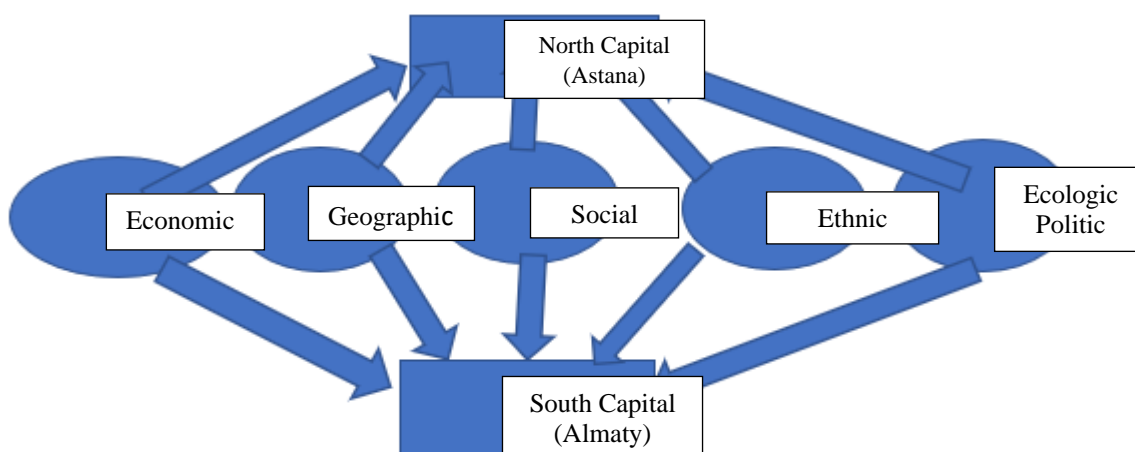 North Capital
(Astana)
Economic
Geographic
Social
Ethnic
Ecologic
Politic
South Capital
(Almaty)